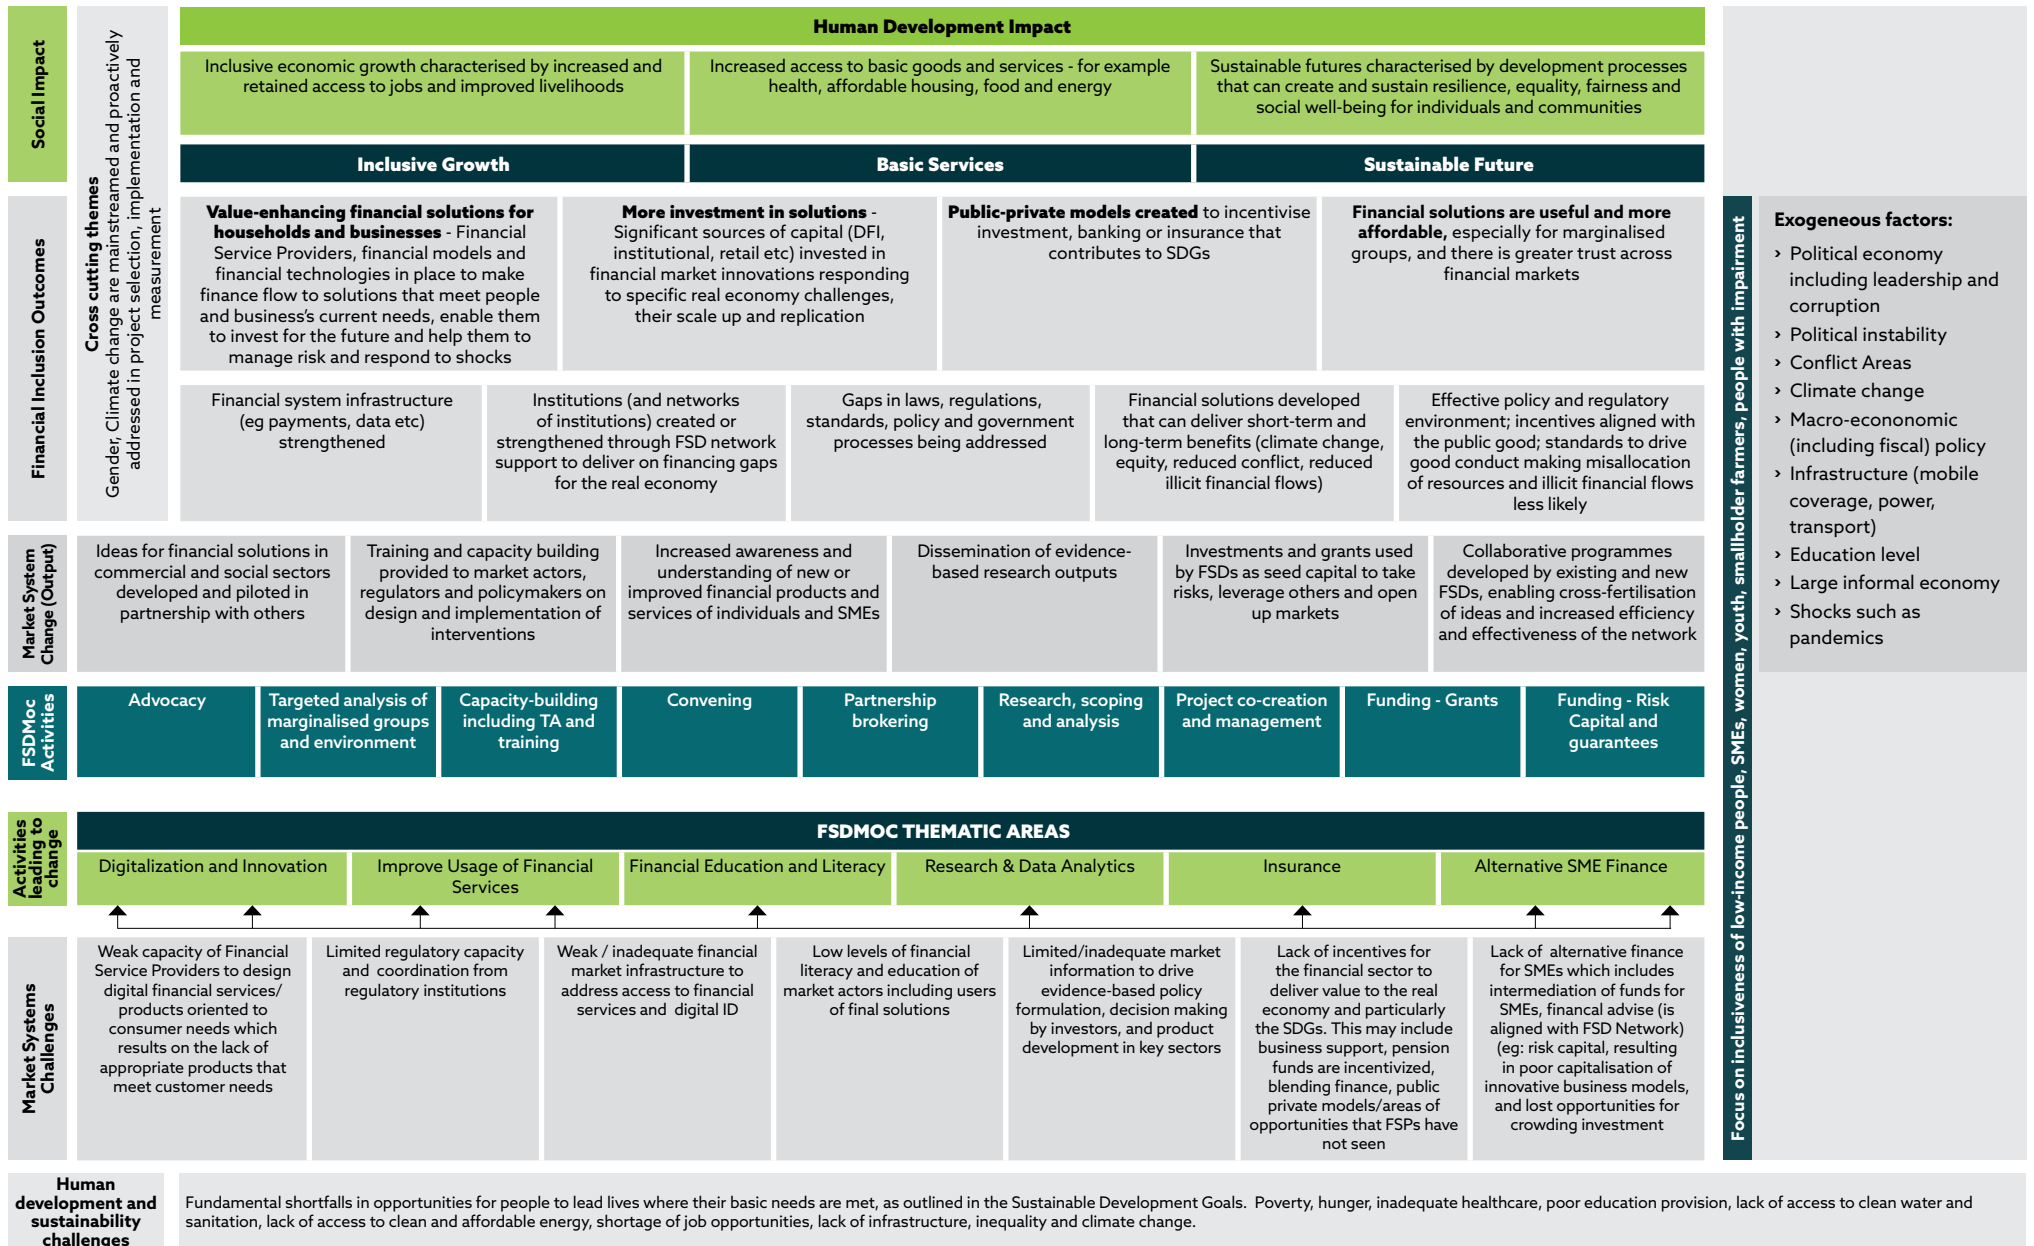 Social Impact
Cross cutting themes
Gender, Climate change are mainstreamed and proactively
addressed in project selection, implementation and
measurement
Human Development Impact
Inclusive economic growth characterised by increased and
retained access to jobs and improved livelihoods
Increased access to basic goods and services - for example
health, affordable housing, food and energy
Sustainable futures characterised by development processes
that can create and sustain resilience, equality, fairness and
social well-being for individuals and communities
Inclusive Growth
Basic Services
Sustainable Future
Financial Inclusion Outcomes
Value-enhancing financial solutions for
households and businesses - Financial
Service Providers, financial models and
financial technologies in place to make
finance flow to solutions that meet people
and business's current needs, enable them
to invest for the future and help them to
manage risk and respond to shocks
More investment in solutions -
Significant sources of capital (DFI,
institutional, retail etc) invested in
financial market innovations responding
to specific real economy challenges,
their scale up and replication
Public-private models created to incentivise
investment, banking or insurance that
contributes to SDGs
Financial solutions are useful and more
affordable, especially for marginalised
groups, and there is greater trust across
financial markets
Financial system infrastructure
(eg payments, data etc)
strengthened
Institutions (and networks
of institutions) created or
strengthened through FSD network
support to deliver on financing gaps
for the real economy
Gaps in laws, regulations,
standards, policy and government
processes being addressed
Financial solutions developed
that can deliver short-term and
long-term benefits (climate change,
equity, reduced conflict, reduced
illicit financial flows)
Effective policy and regulatory
environment; incentives aligned with
the public good; standards to drive
good conduct making misallocation
of resources and illicit financial flows
less likely
Market System
Change (Output)
Ideas for financial solutions in
commercial and social sectors
developed and piloted in
partnership with others
Training and capacity building
provided to market actors,
regulators and policymakers on
design and implementation of
interventions
Increased awareness and
understanding of new or
improved financial products and
services of individuals and SMEs
Dissemination of evidence-
based research outputs
Investments and grants used
by FSDs as seed capital to take
risks, leverage others and open
up markets
Collaborative programmes
developed by existing and new
FSDs, enabling cross-fertilisation
of ideas and increased efficiency
and effectiveness of the network
FSDMoc
Activities
Advocacy
Targeted analysis of
marginalised groups
and environment
Capacity-building
including TA and
training
Convening
Partnership
brokering
Research, scoping
and analysis
Project co-creation
and management
Funding - Grants
Funding - Risk
Capital and
guarantees
Activities
leading to
change
FSDMOC THEMATIC AREAS
Digitalization and Innovation
Improve Usage of Financial
Services
Financial Education and Literacy
Research & Data Analytics
Insurance
Alternative SME Finance
Market Systems
Challenges
Weak capacity of Financial
Service Providers to design
digital financial services/
products oriented to
consumer needs which
results on the lack of
appropriate products that
meet customer needs
Limited regulatory capacity
and coordination from
regulatory institutions
Weak / inadequate financial
market infrastructure to
address access to financial
services and digital ID
Low levels of financial
literacy and education of
market actors including users
of final solutions
Limited/inadequate market
information to drive
evidence-based policy
formulation, decision making
by investors, and product
development in key sectors
Lack of incentives for
the financial sector to
deliver value to the real
economy and particularly
the SDGs. This may include
business support, pension
funds are incentivized,
blending finance, public
private models/areas of
opportunities that FSPs have
not seen
Lack of alternative finance
for SMEs which includes
intermediation of funds for
SMEs, financal advise (is
aligned with FSD Network)
(eg: risk capital, resulting
in poor capitalisation of
innovative business models,
and lost opportunities for
crowding investment
Focus on inclusiveness of low-income people, SMEs, women, youth, smallholder farmers, people with impairment
Exogeneous factors:
› Political economy
including leadership and
corruption
› Political instability
› Conflict Areas
› Climate change
› Macro-econonomic
(including fiscal) policy
› Infrastructure (mobile
coverage, power,
transport)
› Education level
› Large informal economy
› Shocks such as
pandemics
Human
development and
sustainability
challenges
Fundamental shortfalls in opportunities for people to lead lives where their basic needs are met, as outlined in the Sustainable Development Goals. Poverty, hunger, inadequate healthcare, poor education provision, lack of access to clean water and
sanitation, lack of access to clean and affordable energy, shortage of job opportunities, lack of infrastructure, inequality and climate change.